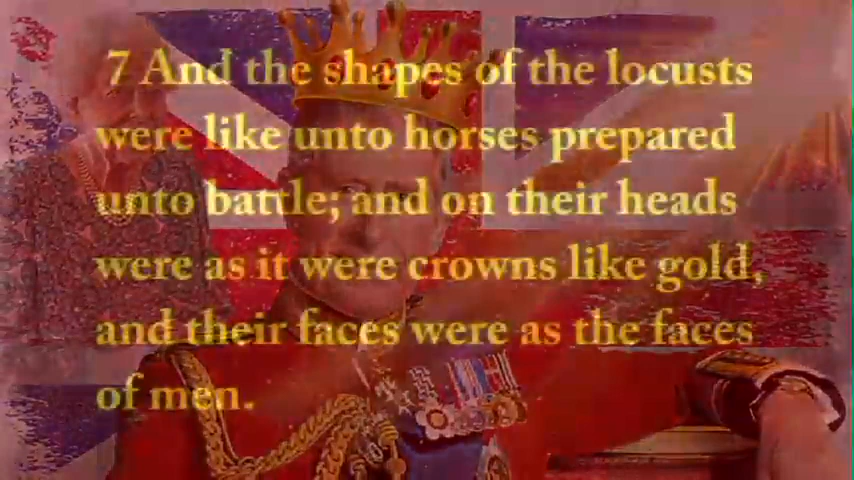 7 And the shapes of the locusts
were like unto horses prepared
unto battle; and on their heads
were as it were crowns like gold,
and their faces were as the faces
of men.